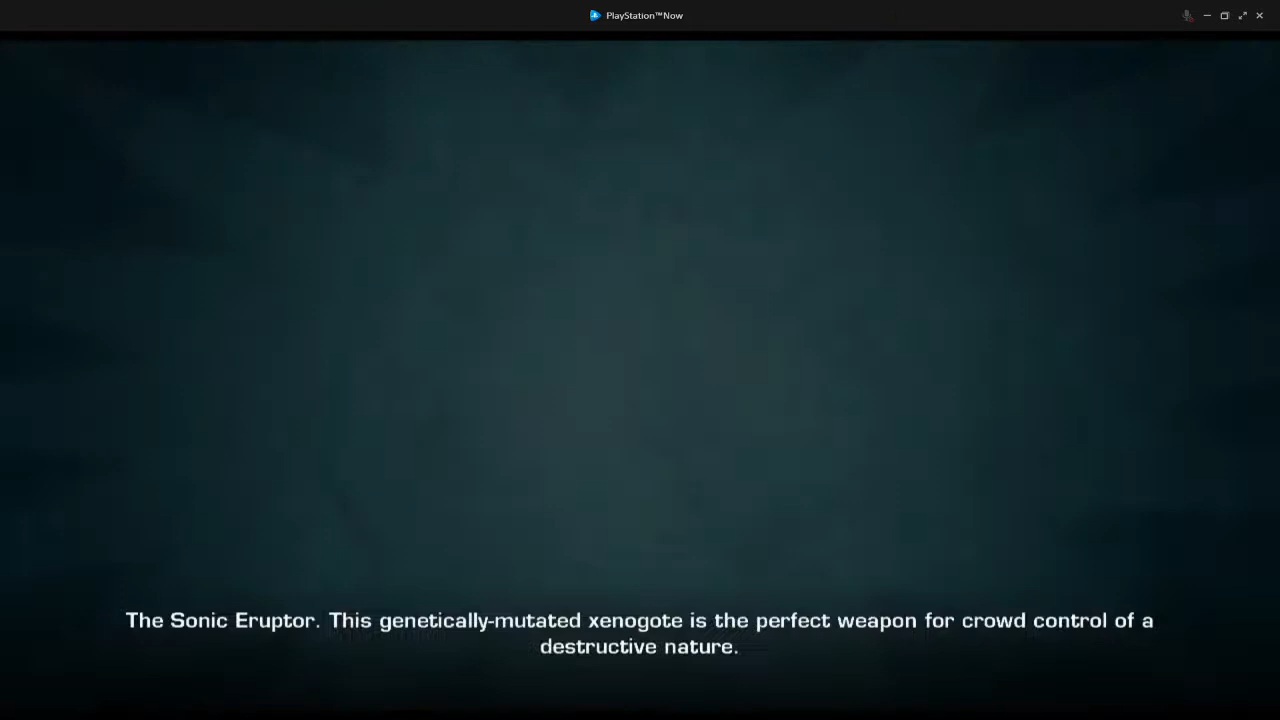 PlayStation™Now
The Sonic Eruptor. This genetically-mutated xenogote is the perfect weapon for crowd control of a
destructive nature.